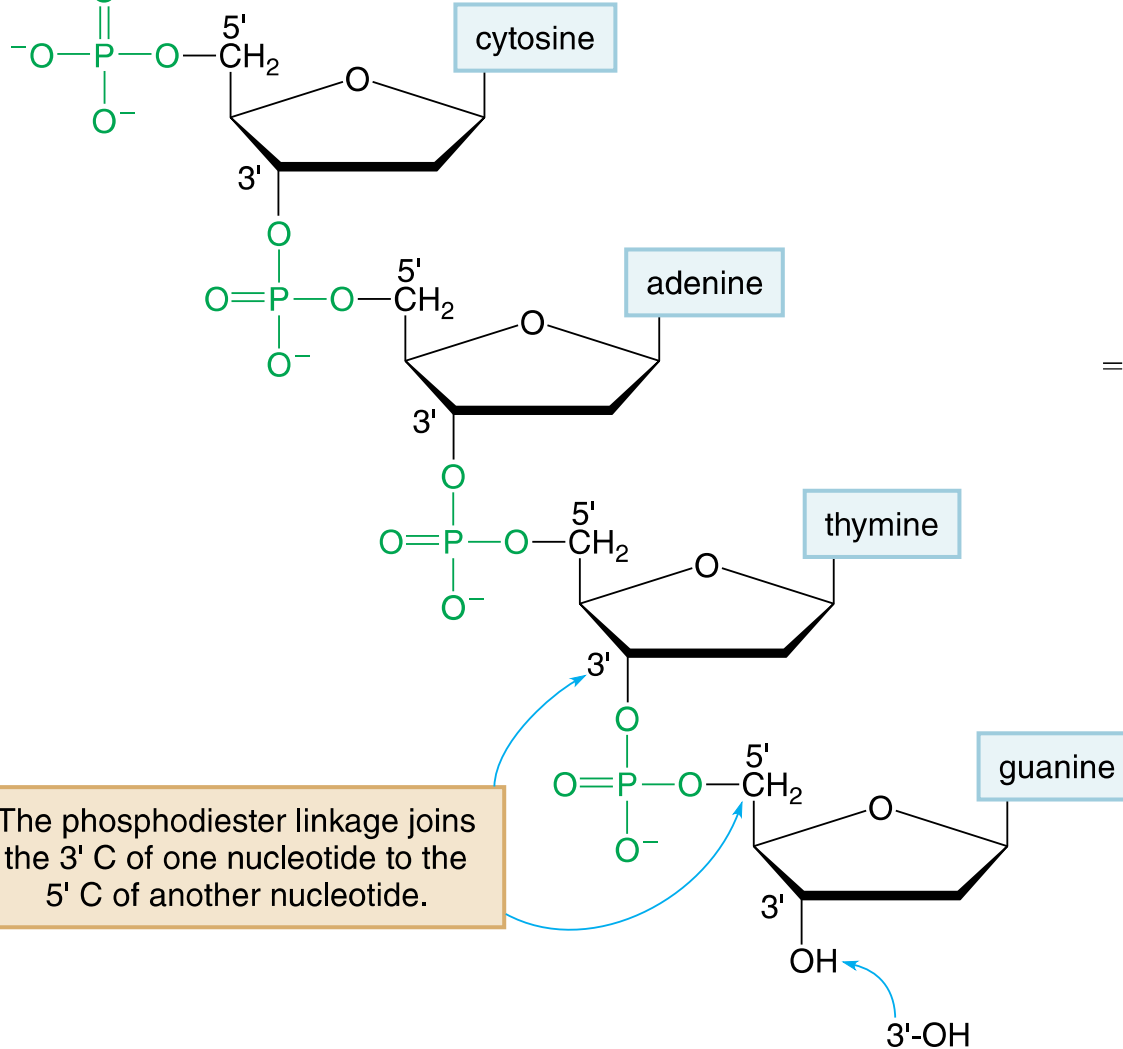 O
5'
⁻O P O CH₂
cytosine
O
O⁻
3'
O
5'
O=P O CH₂
adenine
O
O⁻
3'
O
5'
O=P O CH₂
thymine
O
O⁻
3'
O
5'
O=P O CH₂
guanine
O
O⁻
The phosphodiester linkage joins
the 3' C of one nucleotide to the
5' C of another nucleotide.
3'
OH
3'-OH
=